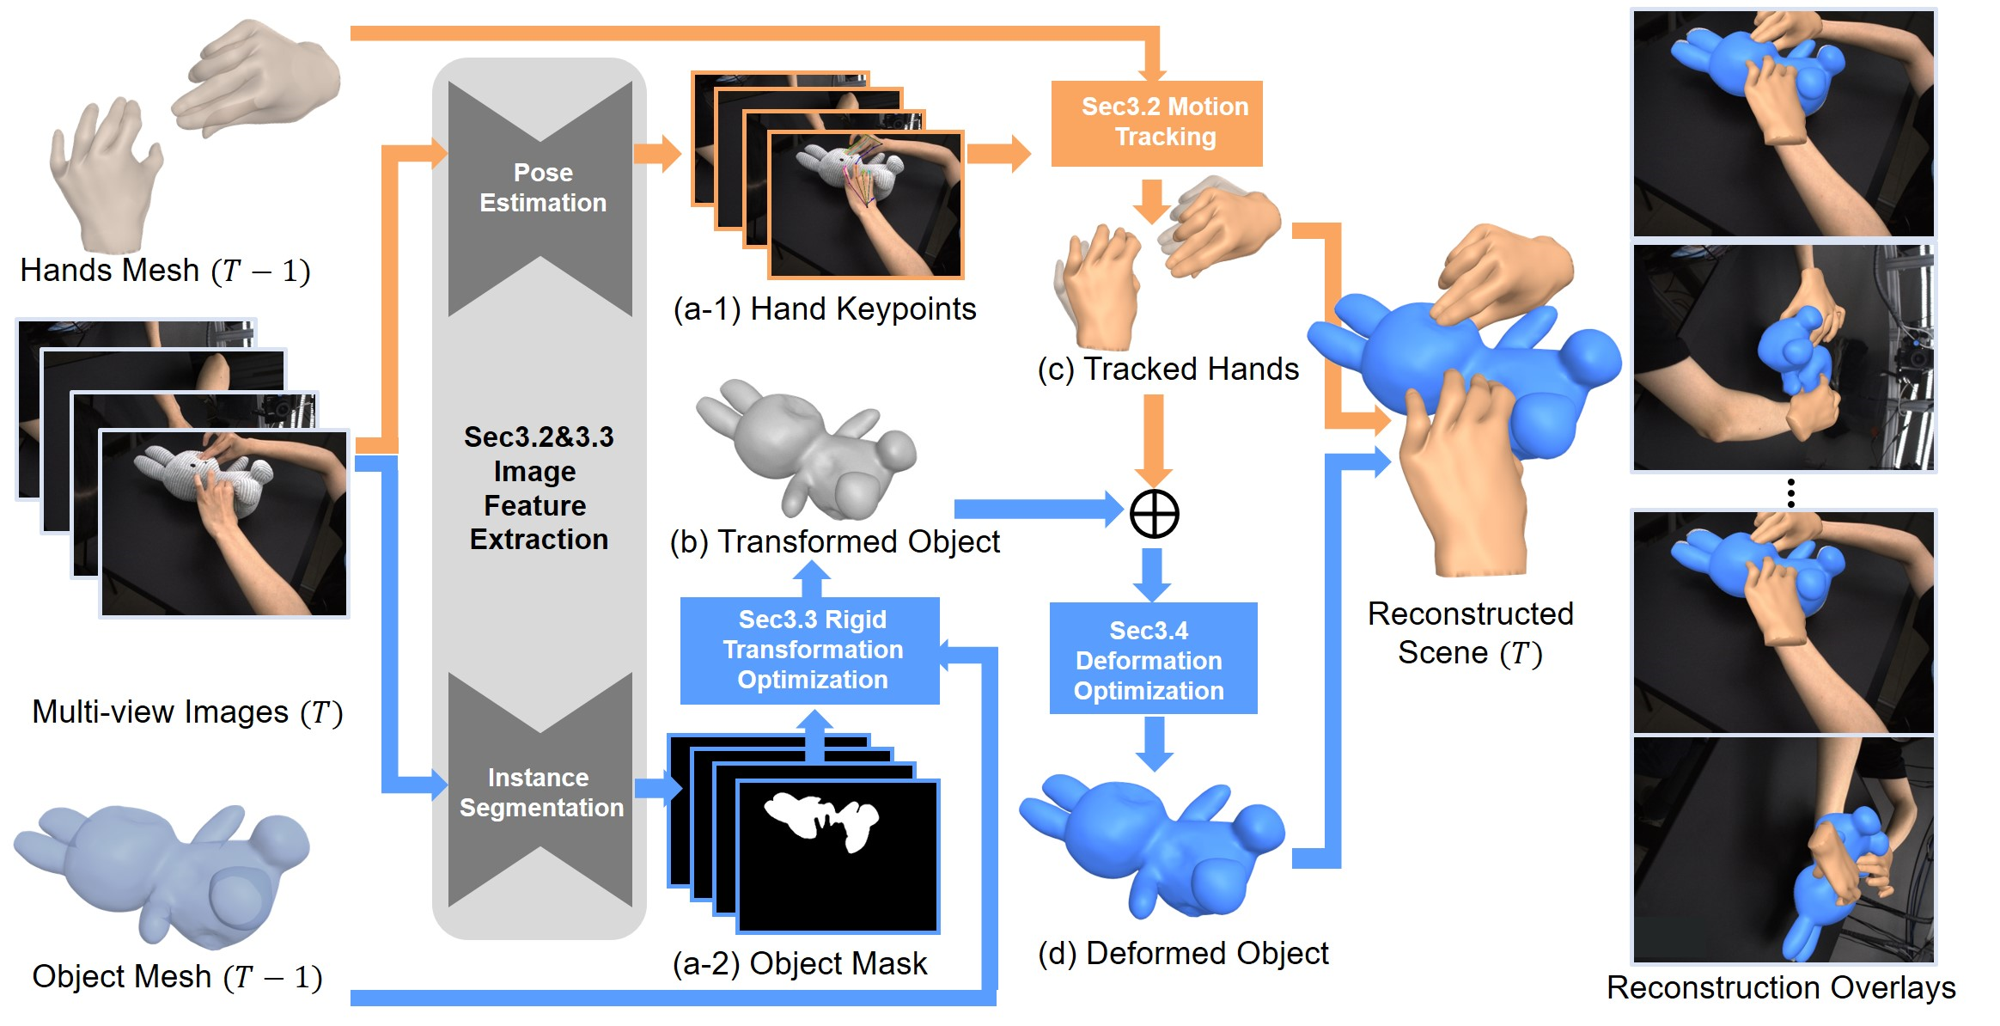 Hands Mesh (T − 1)
Multi-view Images (T)
Object Mesh (T − 1)
Pose
Estimation
Sec3.2&3.3
Image
Feature
Extraction
Instance
Segmentation
(a-1) Hand Keypoints
(b) Transformed Object
Sec3.3 Rigid
Transformation
Optimization
(a-2) Object Mask
Sec3.2 Motion
Tracking
(c) Tracked Hands
Sec3.4
Deformation
Optimization
(d) Deformed Object
Reconstructed
Scene (T)
Reconstruction Overlays